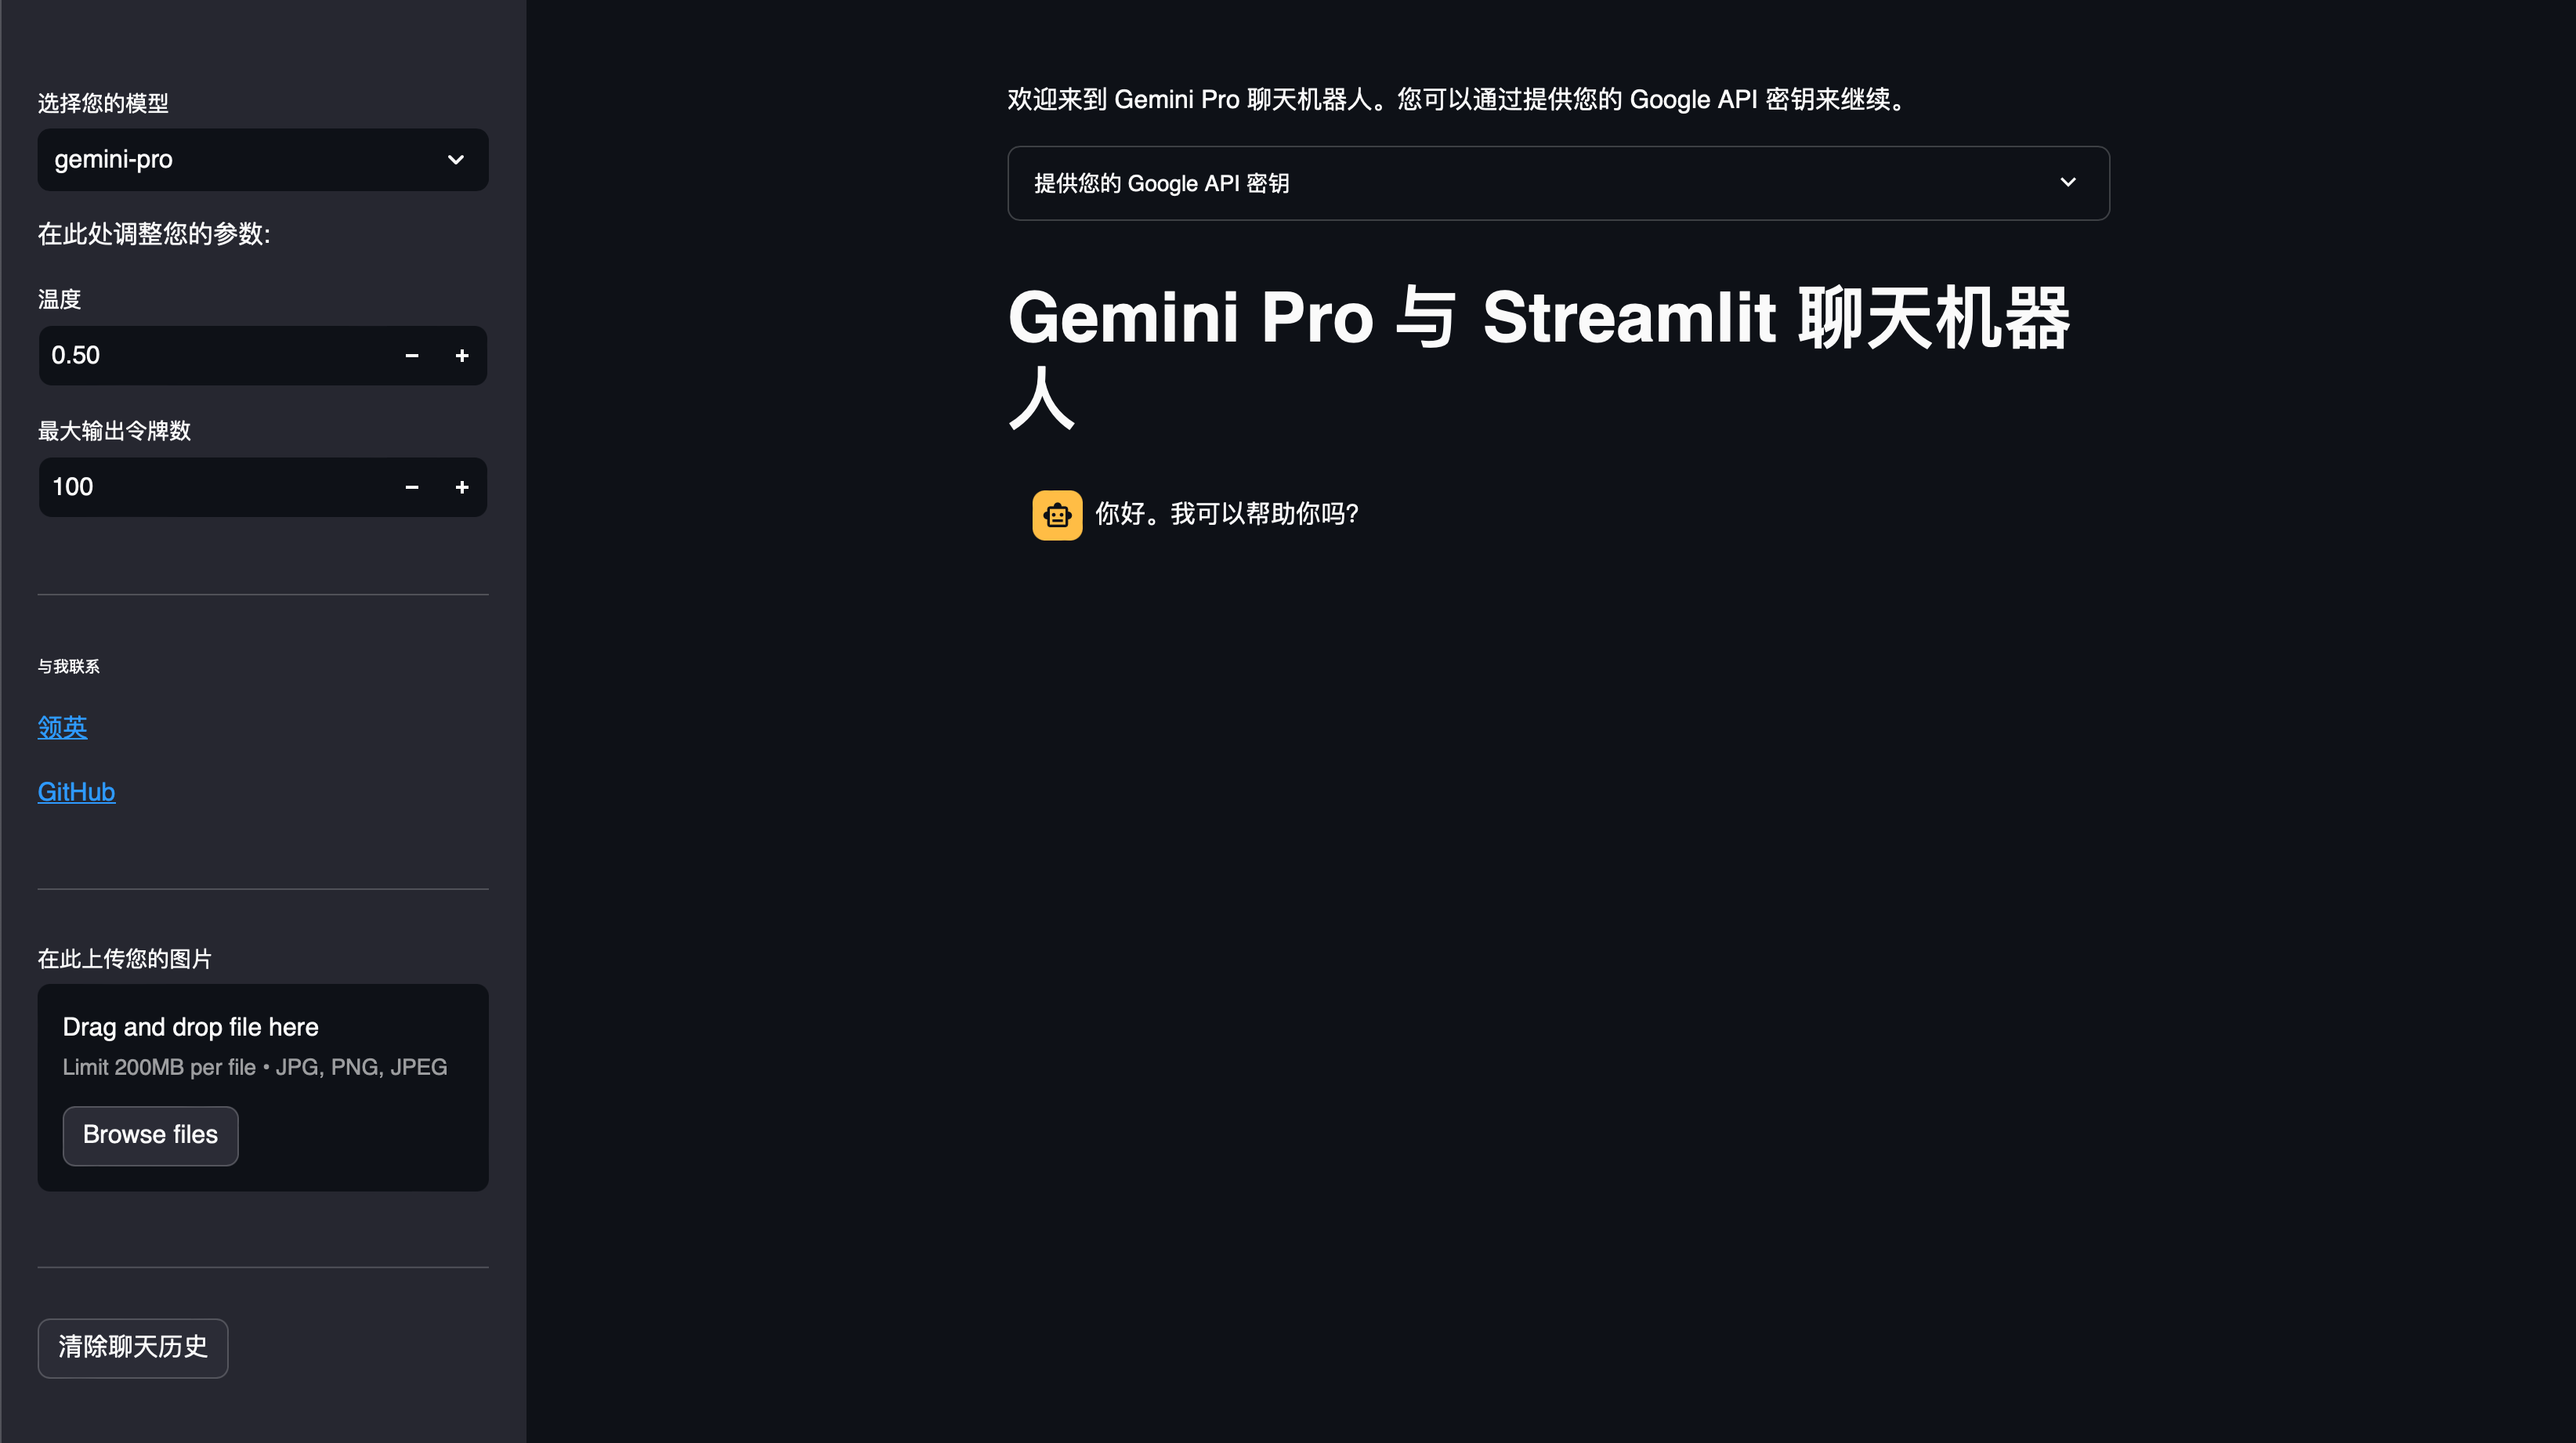 选择您的模型
gemini-pro
在此处调整您的参数:
温度
0.50
最大输出令牌数
100
与我联系
领英
GitHub
在此上传您的图片
Drag and drop file here
Limit 200MB per file • JPG, PNG, JPEG
Browse files
清除聊天历史
欢迎来到 Gemini Pro 聊天机器人。您可以通过提供您的 Google API 密钥来继续。
提供您的 Google API 密钥
Gemini Pro 与 Streamlit 聊天机器
人
你好。我可以帮助你吗?